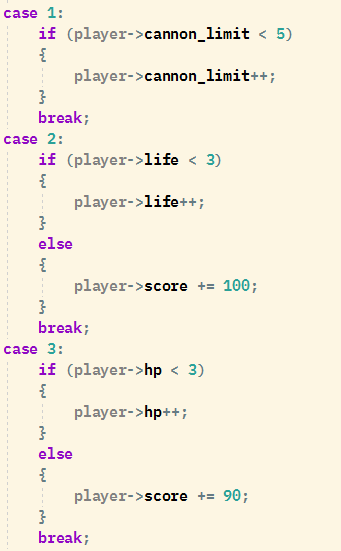 case 1:
    if (player->cannon_limit < 5)
    {
        player->cannon_limit++;
    }
    break;
case 2:
    if (player->life < 3)
    {
        player->life++;
    }
    else
    {
        player->score += 100;
    }
    break;
case 3:
    if (player->hp < 3)
    {
        player->hp++;
    }
    else
    {
        player->score += 90;
    }
    break;